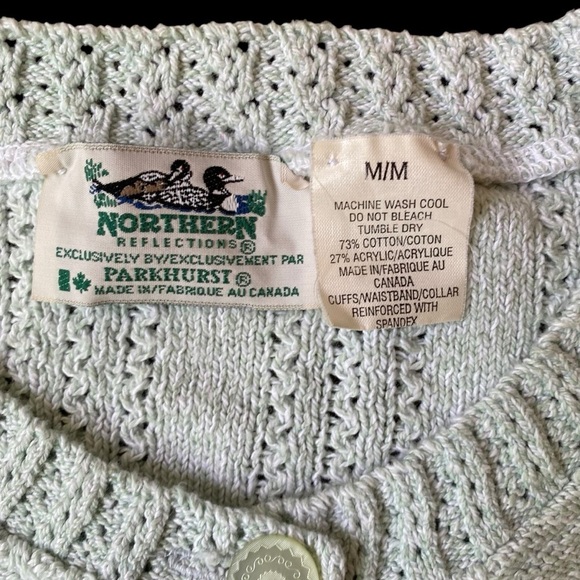 NORTHERN
REFLECTIONS®
EXCLUSIVELY BY/EXCLUSIVEMENT PAR
PARKHURST®
MADE IN/FABRIQUE AU CANADA
M/M
MACHINE WASH COOL
DO NOT BLEACH
TUMBLE DRY
73% COTTON/COTON
27% ACRYLIC/ACRYLIQUE
MADE IN/FABRIQUE AU
CANADA
CUFFS/WAISTBAND/COLLAR
REINFORCED WITH
SPANDEX